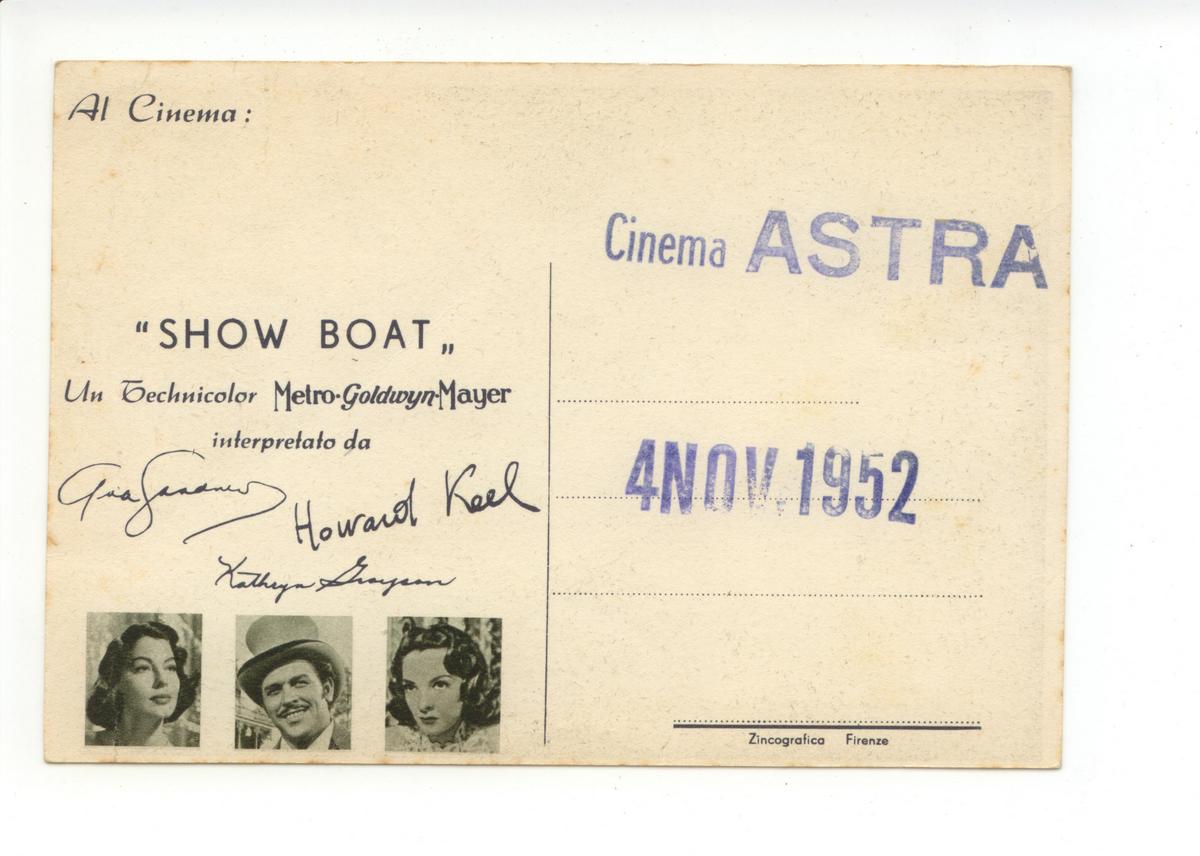 Al Cinema:
"SHOW BOAT„
Un Technicolor Metro-Goldwyn-Mayer
interpretato da
Ava Gardner
Howard Keel
Kathryn Grayson
Cinema ASTRA
4 NOV. 1952
Zincografica Firenze